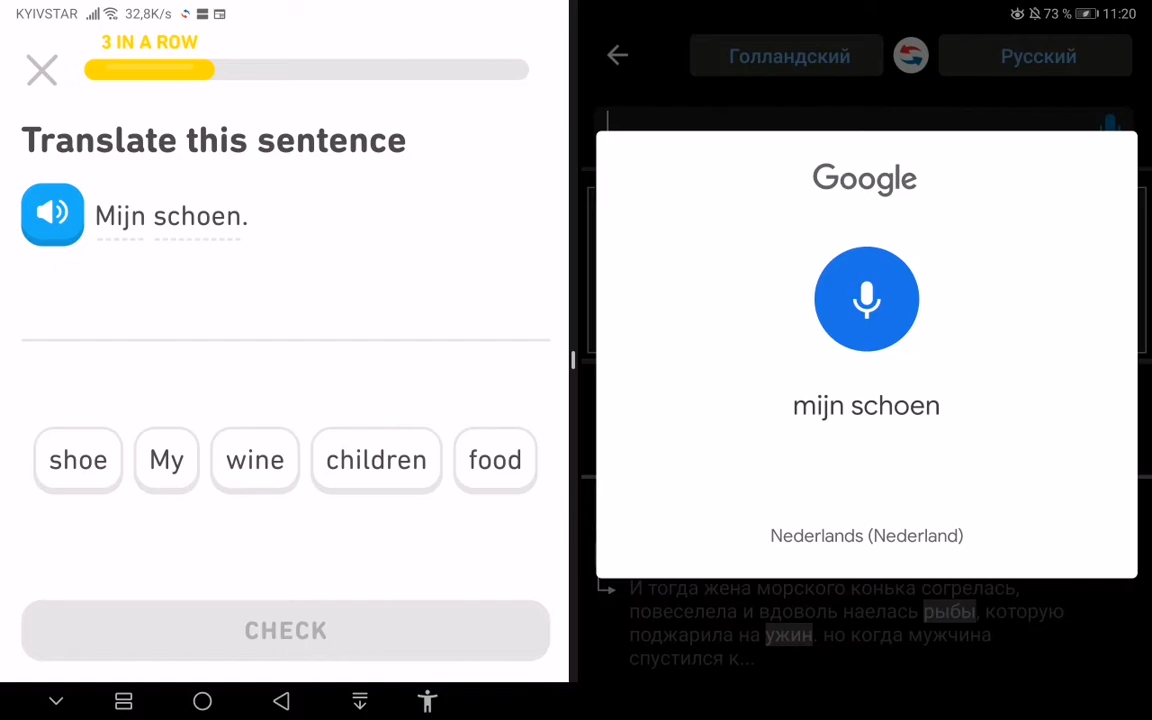 KYIVSTAR 32,8K/s
73 % 11:20
3 IN A ROW
Translate this sentence
Mijn schoen.
shoe My wine children food
CHECK
Голландский Русский
Google
mijn schoen
Nederlands (Nederland)
И тогда жена морского конька согрелась,
повеселела и вдоволь наелась рыбы, которую
поджарила на ужин. но когда мужчина
спустился к...